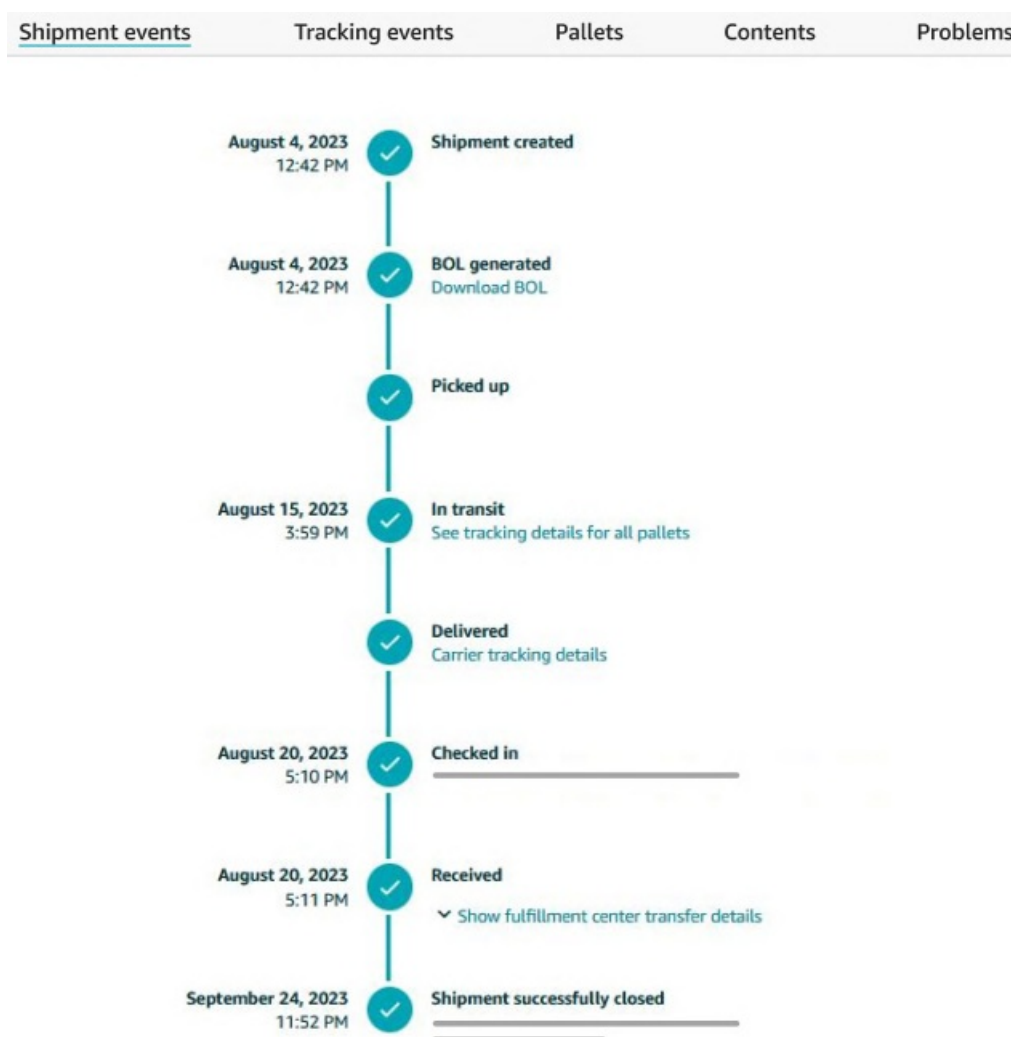 Shipment events Tracking events Pallets Contents Problems
August 4, 2023 Shipment created
12:42 PM
August 4, 2023 BOL generated
12:42 PM Download BOL
Picked up
August 15, 2023 In transit
3:59 PM See tracking details for all pallets
Delivered
Carrier tracking details
August 20, 2023 Checked in
5:10 PM
August 20, 2023 Received
5:11 PM
Show fulfillment center transfer details
September 24, 2023 Shipment successfully closed
11:52 PM